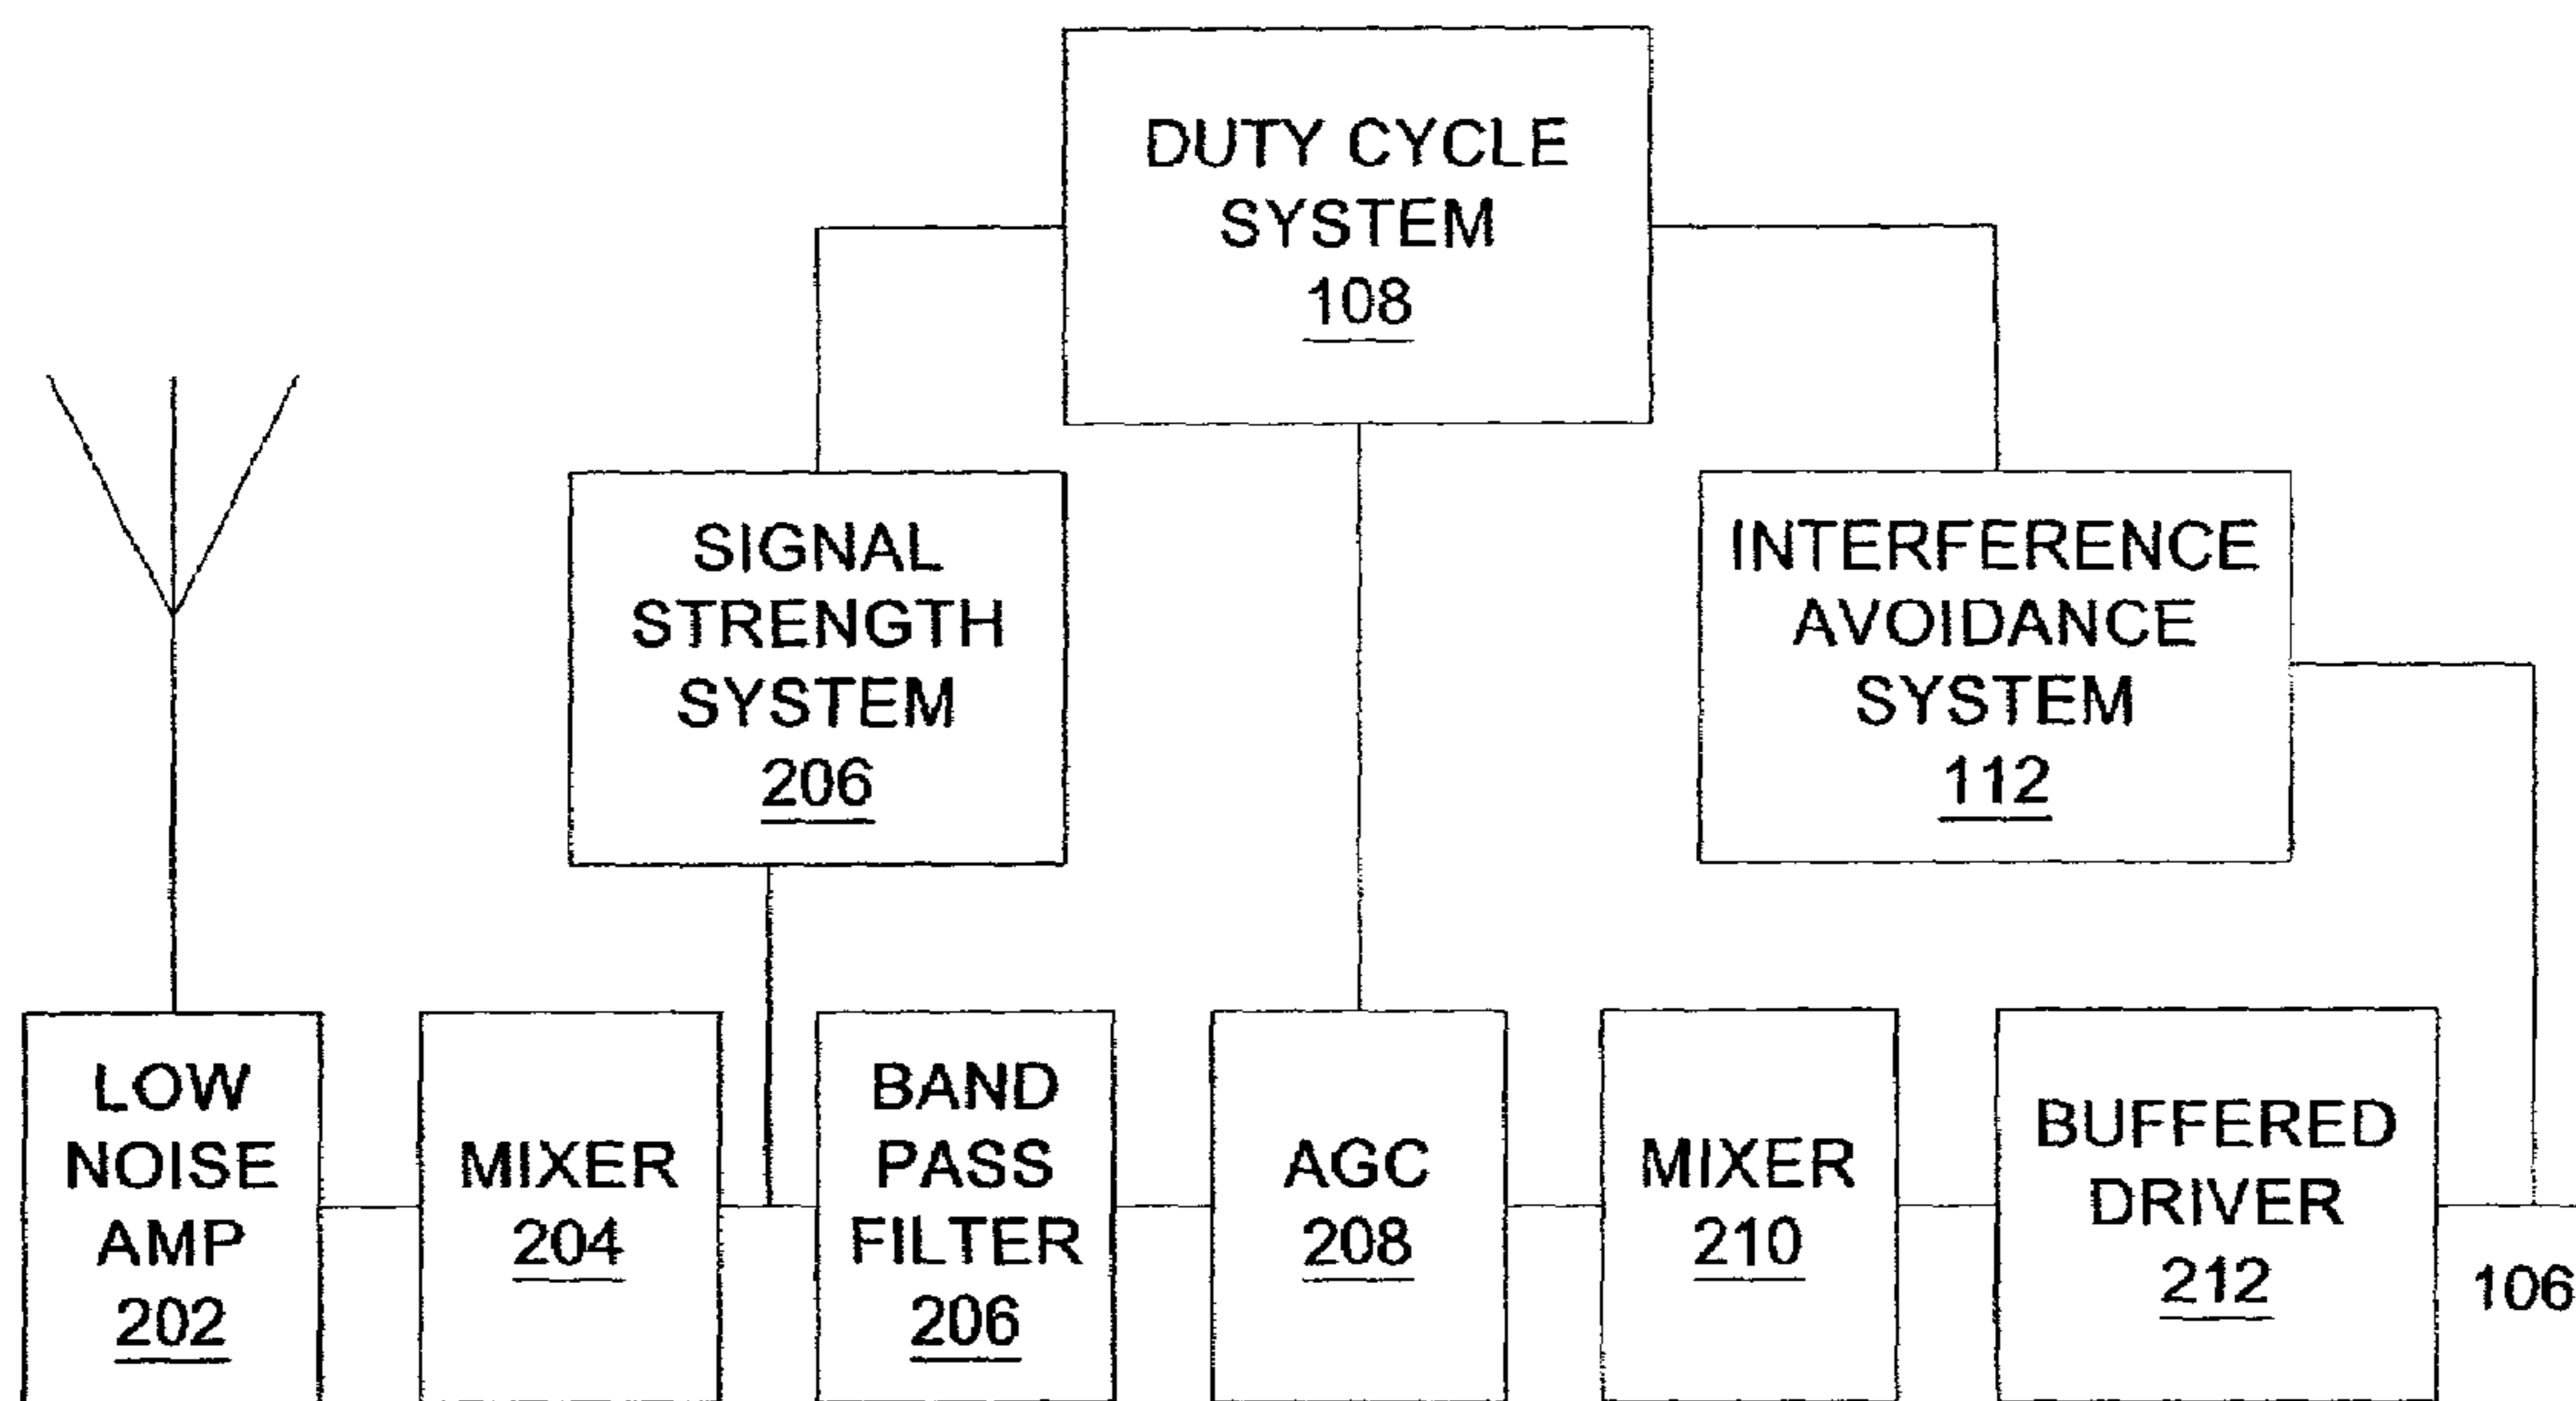 DUTY CYCLE
SYSTEM
108
SIGNAL
STRENGTH
SYSTEM
206
INTERFERENCE
AVOIDANCE
SYSTEM
112
LOW
NOISE
AMP
202
MIXER
204
BAND
PASS
FILTER
206
AGC
208
MIXER
210
BUFFERED
DRIVER
212
106